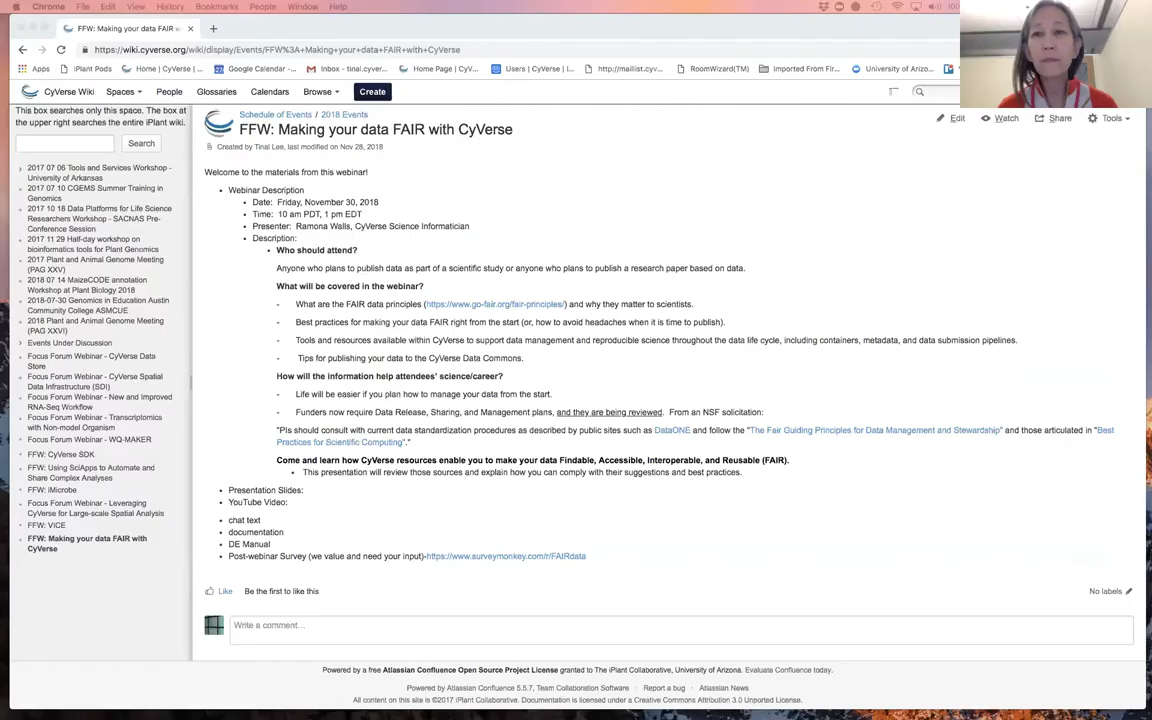 Chrome File Edit View History Bookmarks People Window Help
FFW: Making your data FAIR w
https://wiki.cyverse.org/wiki/display/Events/FFW%3A+Making+your+data+FAIR+with+CyVerse
Apps iPlant Pods Home | CyVerse |... Google Calendar -... Inbox - tinal.cyver... Home Page | CyV... Users | CyVerse | I... http://mailist.cyv... RoomWizard(TM) Imported From Fir... University of Arizo...
CyVerse Wiki Spaces People Glossaries Calendars Browse Create
This box searches only this space. The box at
the upper right searches the entire iPlant wiki.
Search
2017 07 06 Tools and Services Workshop -
University of Arkansas
2017 07 10 CGEMS Summer Training in
Genomics
2017 10 18 Data Platforms for Life Science
Researchers Workshop - SACNAS Pre-
Conference Session
2017 11 29 Half-day workshop on
bioinformatics tools for Plant Genomics
2017 Plant and Animal Genome Meeting
(PAG XXV)
2018 07 14 MaizeCODE annotation
Workshop at Plant Biology 2018
2018-07-30 Genomics in Education Austin
Community College ASMCUE
2018 Plant and Animal Genome Meeting
(PAG XXVI)
Events Under Discussion
Focus Forum Webinar - CyVerse Data
Store
Focus Forum Webinar - CyVerse Spatial
Data Infrastructure (SDI)
Focus Forum Webinar - New and Improved
RNA-Seq Workflow
Focus Forum Webinar - Transcriptomics
with Non-model Organism
Focus Forum Webinar - WQ-MAKER
FFW: CyVerse SDK
FFW: Using SciApps to Automate and
Share Complex Analyses
FFW: iMicrobe
Focus Forum Webinar - Leveraging
CyVerse for Large-scale Spatial Analysis
FFW: VICE
FFW: Making your data FAIR with
CyVerse
Schedule of Events / 2018 Events
FFW: Making your data FAIR with CyVerse
Edit Watch Share Tools
Created by Tinal Lee, last modified on Nov 28, 2018
Welcome to the materials from this webinar!
• Webinar Description
• Date: Friday, November 30, 2018
• Time: 10 am PDT, 1 pm EDT
• Presenter: Ramona Walls, CyVerse Science Informatician
• Description:
• Who should attend?
Anyone who plans to publish data as part of a scientific study or anyone who plans to publish a research paper based on data.
What will be covered in the webinar?
- What are the FAIR data principles (https://www.go-fair.org/fair-principles/) and why they matter to scientists.
- Best practices for making your data FAIR right from the start (or, how to avoid headaches when it is time to publish).
- Tools and resources available within CyVerse to support data management and reproducible science throughout the data life cycle, including containers, metadata, and data submission pipelines.
- Tips for publishing your data to the CyVerse Data Commons.
How will the information help attendees' science/career?
- Life will be easier if you plan how to manage your data from the start.
- Funders now require Data Release, Sharing, and Management plans, and they are being reviewed. From an NSF solicitation:
"PIs should consult with current data standardization procedures as described by public sites such as DataONE and follow the "The Fair Guiding Principles for Data Management and Stewardship" and those articulated in "Best
Practices for Scientific Computing"."
Come and learn how CyVerse resources enable you to make your data Findable, Accessible, Interoperable, and Reusable (FAIR).
• This presentation will review those sources and explain how you can comply with their suggestions and best practices.
• Presentation Slides:
• YouTube Video:
• chat text
• documentation
• DE Manual
• Post-webinar Survey (we value and need your input)-https://www.surveymonkey.com/r/FAIRdata
Like Be the first to like this
No labels
Write a comment...
Powered by a free Atlassian Confluence Open Source Project License granted to The iPlant Collaborative, University of Arizona. Evaluate Confluence today.
Powered by Atlassian Confluence 5.5.7, Team Collaboration Software · Report a bug · Atlassian News
All content on this site is ©2017 iPlant Collaborative. Documentation is licensed under a Creative Commons Attribution 3.0 Unported License.